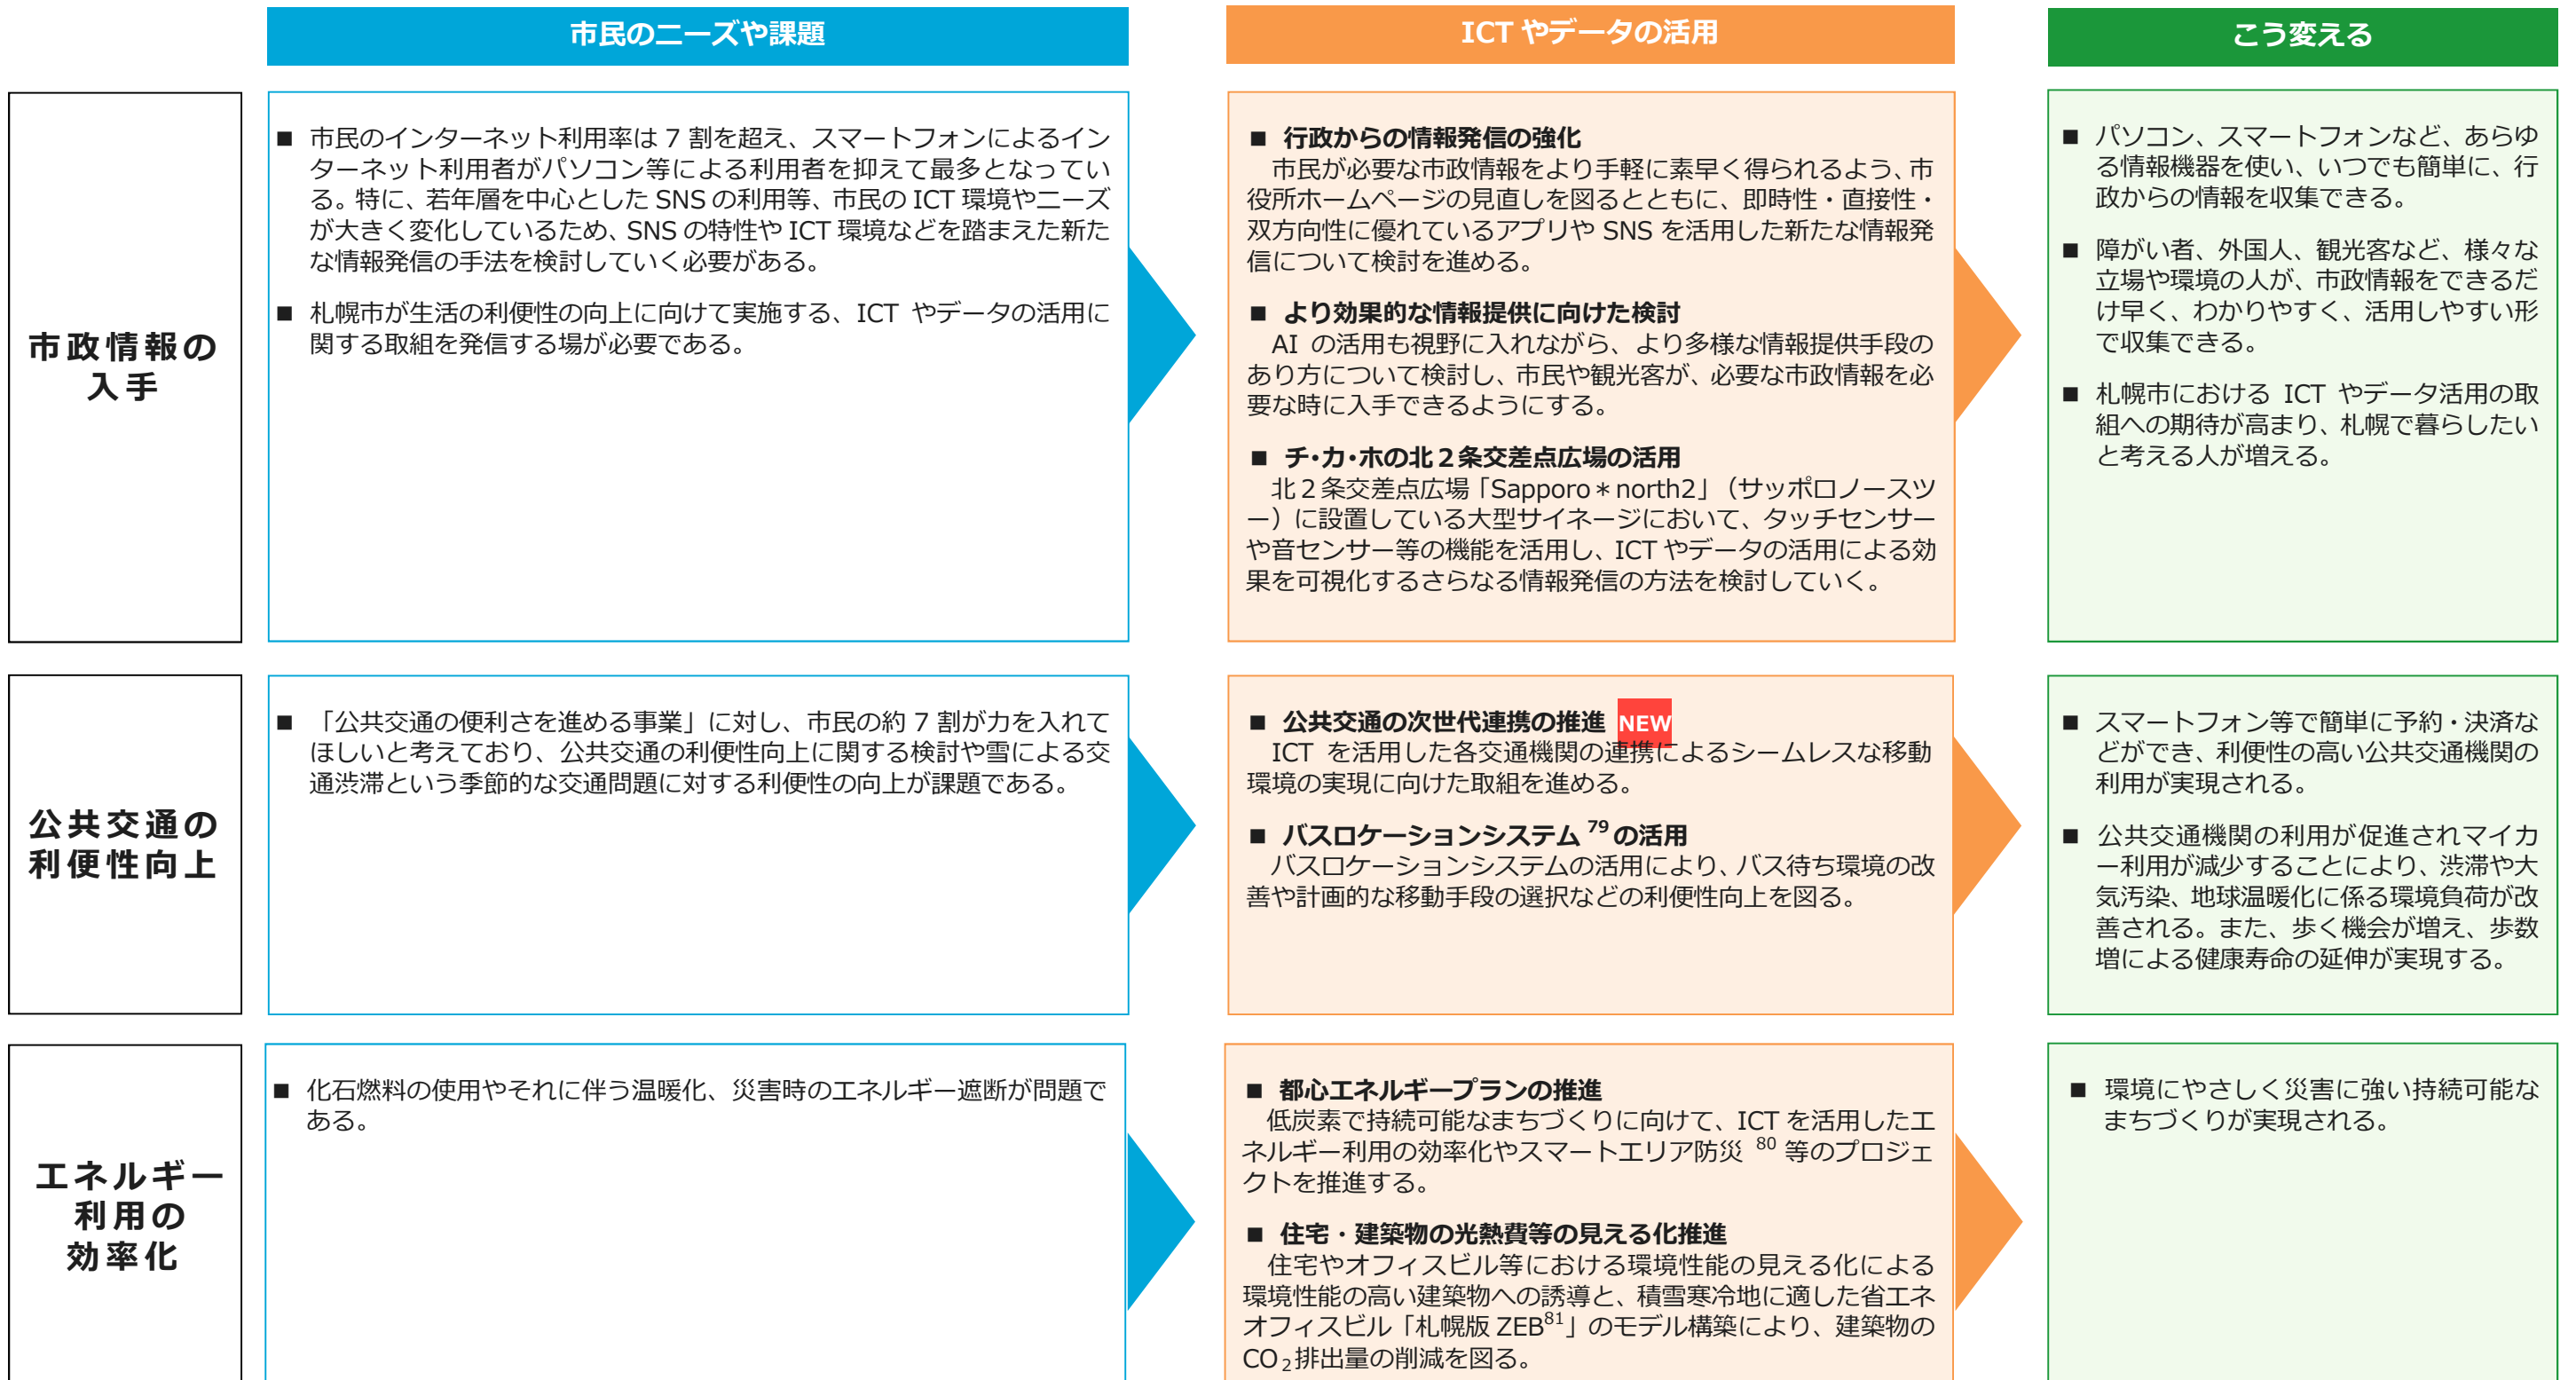 市民のニーズや課題
ICT やデータの活用
こう変える
市政情報の
入手
■ 市民のインターネット利用率は 7 割を超え、スマートフォンによるイン
ターネット利用者がパソコン等による利用者を抑えて最多となってい
る。特に、若年層を中心とした SNS の利用等、市民の ICT 環境やニーズ
が大きく変化しているため、SNS の特性や ICT 環境などを踏まえた新た
な情報発信の手法を検討していく必要がある。
■ 札幌市が生活の利便性の向上に向けて実施する、ICT やデータの活用に
関する取組を発信する場が必要である。
■ 行政からの情報発信の強化
市民が必要な市政情報をより手軽に素早く得られるよう、市
役所ホームページの見直しを図るとともに、即時性・直接性・
双方向性に優れているアプリや SNS を活用した新たな情報発
信について検討を進める。
■ より効果的な情報提供に向けた検討
AI の活用も視野に入れながら、より多様な情報提供手段の
あり方について検討し、市民や観光客が、必要な市政情報を必
要な時に入手できるようにする。
■ チ・カ・ホの北２条交差点広場の活用
北２条交差点広場「Sapporo＊north2」（サッポロノースツ
ー）に設置している大型サイネージにおいて、タッチセンサー
や音センサー等の機能を活用し、ICT やデータの活用による効
果を可視化するさらなる情報発信の方法を検討していく。
■ パソコン、スマートフォンなど、あらゆ
る情報機器を使い、いつでも簡単に、行
政からの情報を収集できる。
■ 障がい者、外国人、観光客など、様々な
立場や環境の人が、市政情報をできるだ
け早く、わかりやすく、活用しやすい形
で収集できる。
■ 札幌市における ICT やデータ活用の取
組への期待が高まり、札幌で暮らしたい
と考える人が増える。
公共交通の
利便性向上
■ 「公共交通の便利さを進める事業」に対し、市民の約 7 割が力を入れて
ほしいと考えており、公共交通の利便性向上に関する検討や雪による交
通渋滞という季節的な交通問題に対する利便性の向上が課題である。
■ 公共交通の次世代連携の推進 NEW
ICT を活用した各交通機関の連携によるシームレスな移動
環境の実現に向けた取組を進める。
■ バスロケーションシステム 79 の活用
バスロケーションシステムの活用により、バス待ち環境の改
善や計画的な移動手段の選択などの利便性向上を図る。
■ スマートフォン等で簡単に予約・決済な
どができ、利便性の高い公共交通機関の
利用が実現される。
■ 公共交通機関の利用が促進されマイカ
ー利用が減少することにより、渋滞や大
気汚染、地球温暖化に係る環境負荷が改
善される。また、歩く機会が増え、歩数
増による健康寿命の延伸が実現する。
エネルギー
利用の
効率化
■ 化石燃料の使用やそれに伴う温暖化、災害時のエネルギー遮断が問題で
ある。
■ 都心エネルギープランの推進
低炭素で持続可能なまちづくりに向けて、ICT を活用したエ
ネルギー利用の効率化やスマートエリア防災 80 等のプロジェ
クトを推進する。
■ 住宅・建築物の光熱費等の見える化推進
住宅やオフィスビル等における環境性能の見える化による
環境性能の高い建築物への誘導と、積雪寒冷地に適した省エネ
オフィスビル「札幌版 ZEB81」のモデル構築により、建築物の
CO₂排出量の削減を図る。
■ 環境にやさしく災害に強い持続可能な
まちづくりが実現される。